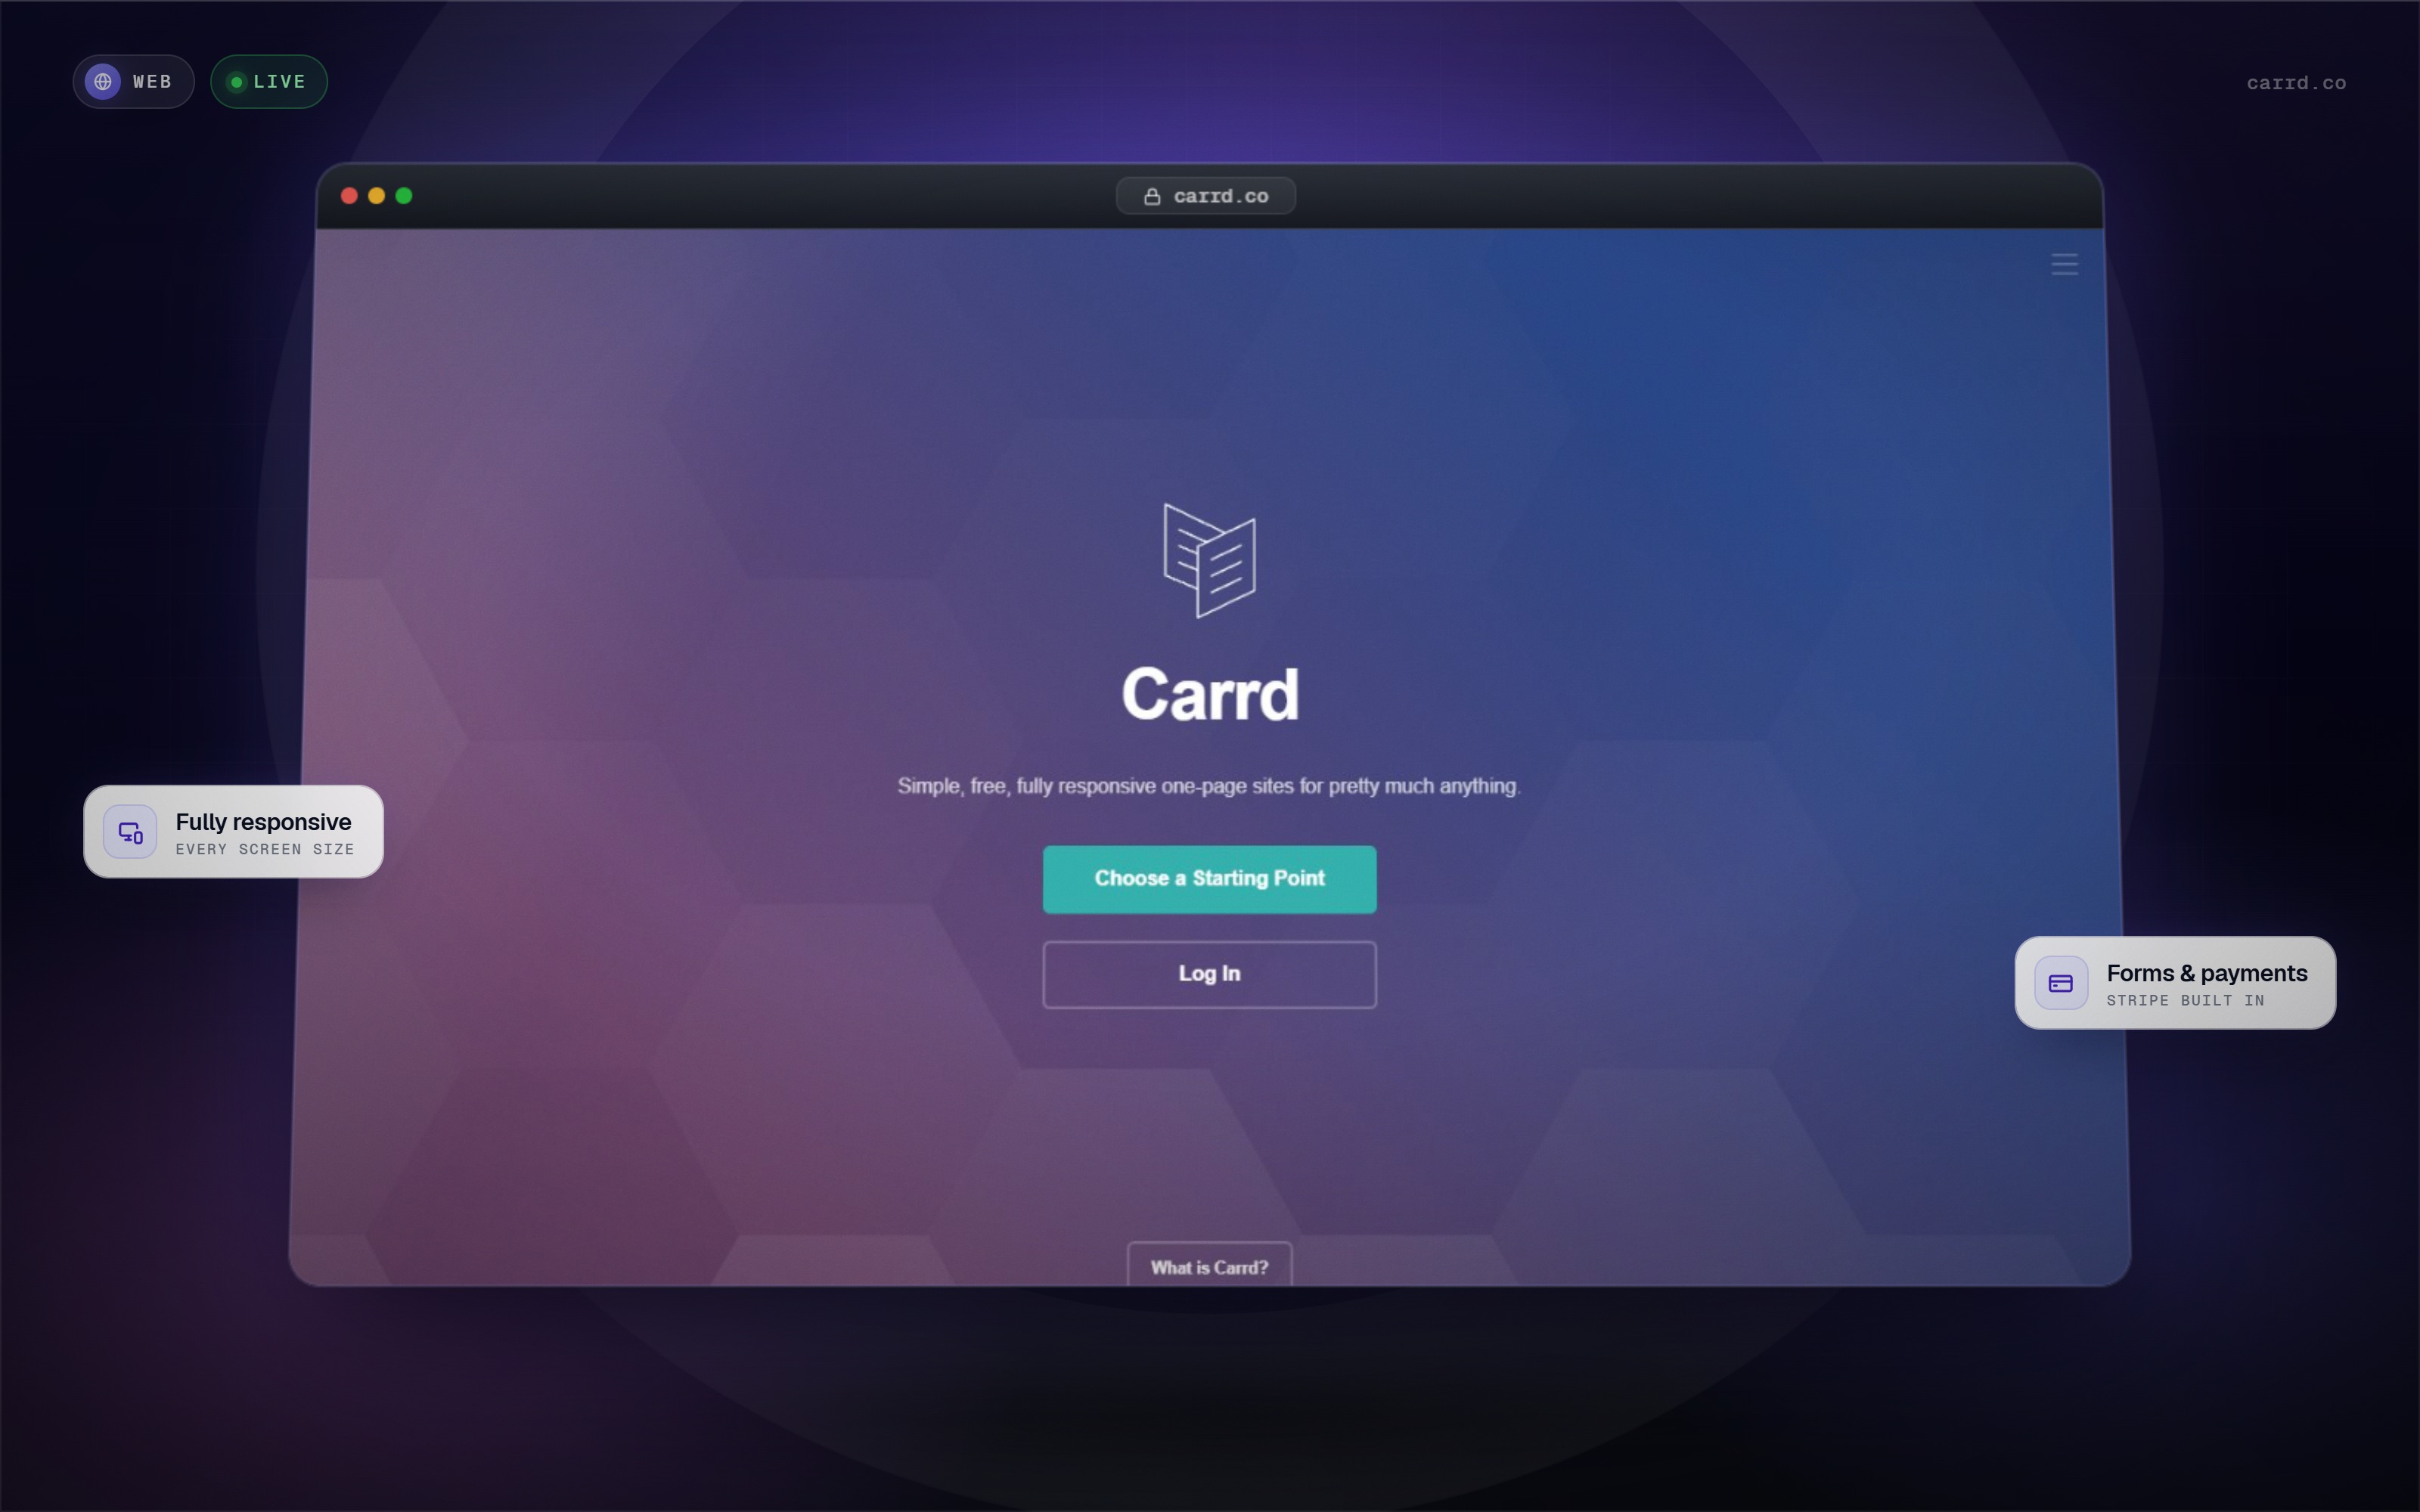 WEB
LIVE
carrd.co
carrd.co
Carrd
Simple, free, fully responsive one-page sites for pretty much anything.
Fully responsive
EVERY SCREEN SIZE
Choose a Starting Point
Log In
Forms & payments
STRIPE BUILT IN
What is Carrd?